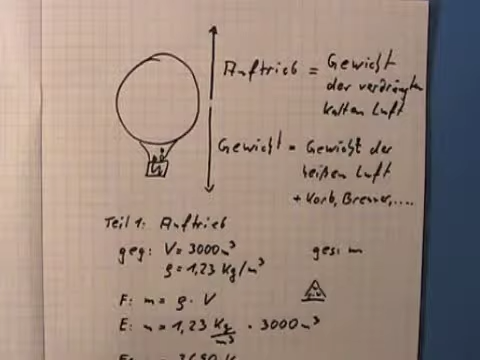 Auftrieb = Gewicht
der verdrängten
kalten Luft
Gewicht = Gewicht der
heißen Luft
+ Korb, Brenner,....
Teil 1: Auftrieb
geg: V = 3000 m³ ges: m
ρ = 1,23 Kg/m³
F: m = ρ · V
E: m = 1,23 Kg/m³ · 3000 m³